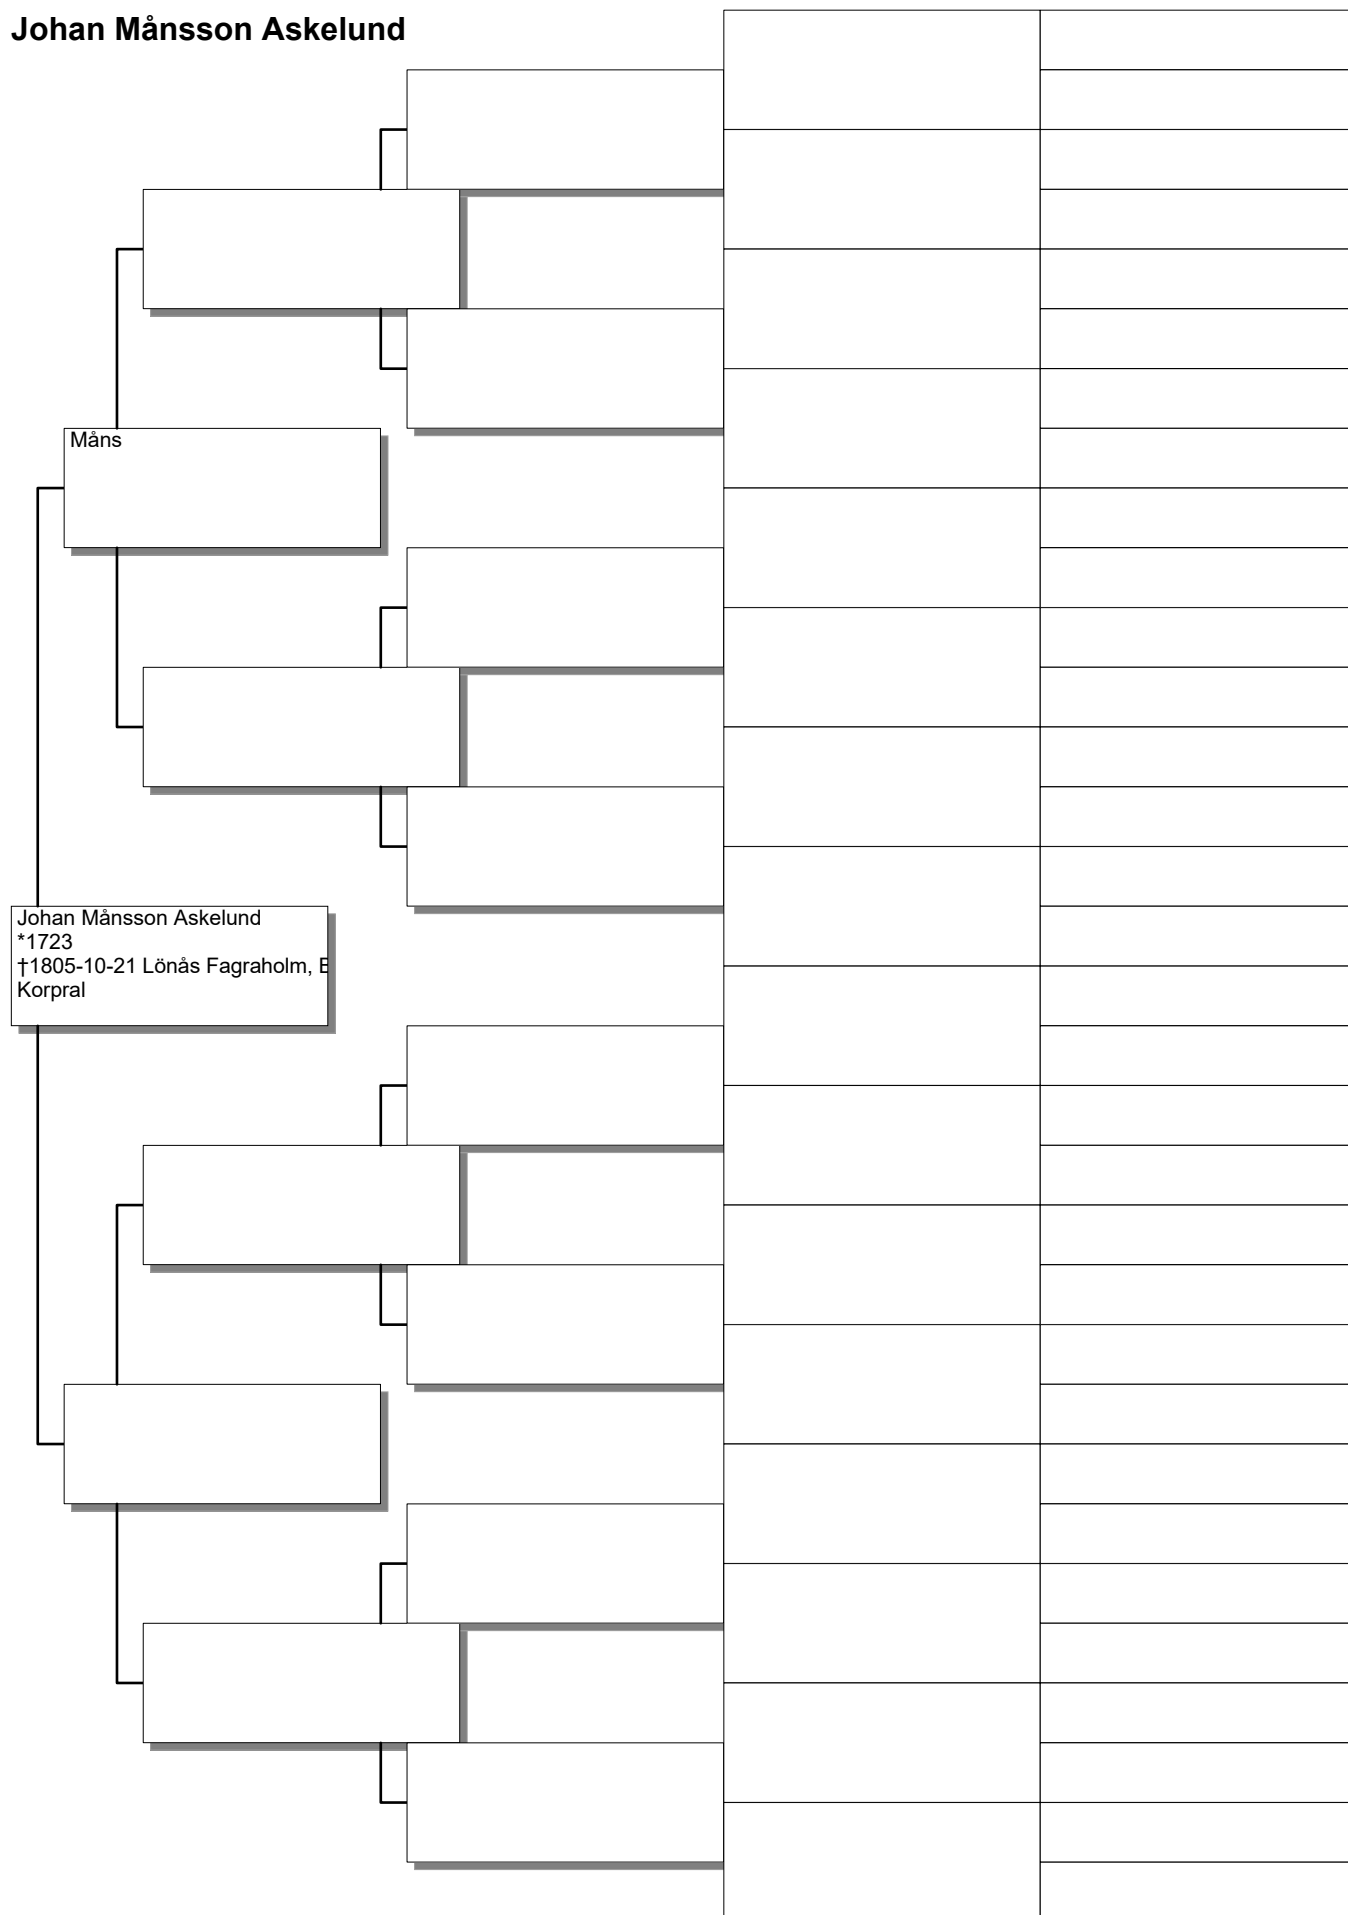 Johan Månsson Askelund
Måns
Johan Månsson Askelund
*1723
†1805-10-21 Lönås Fagraholm,
Korpral